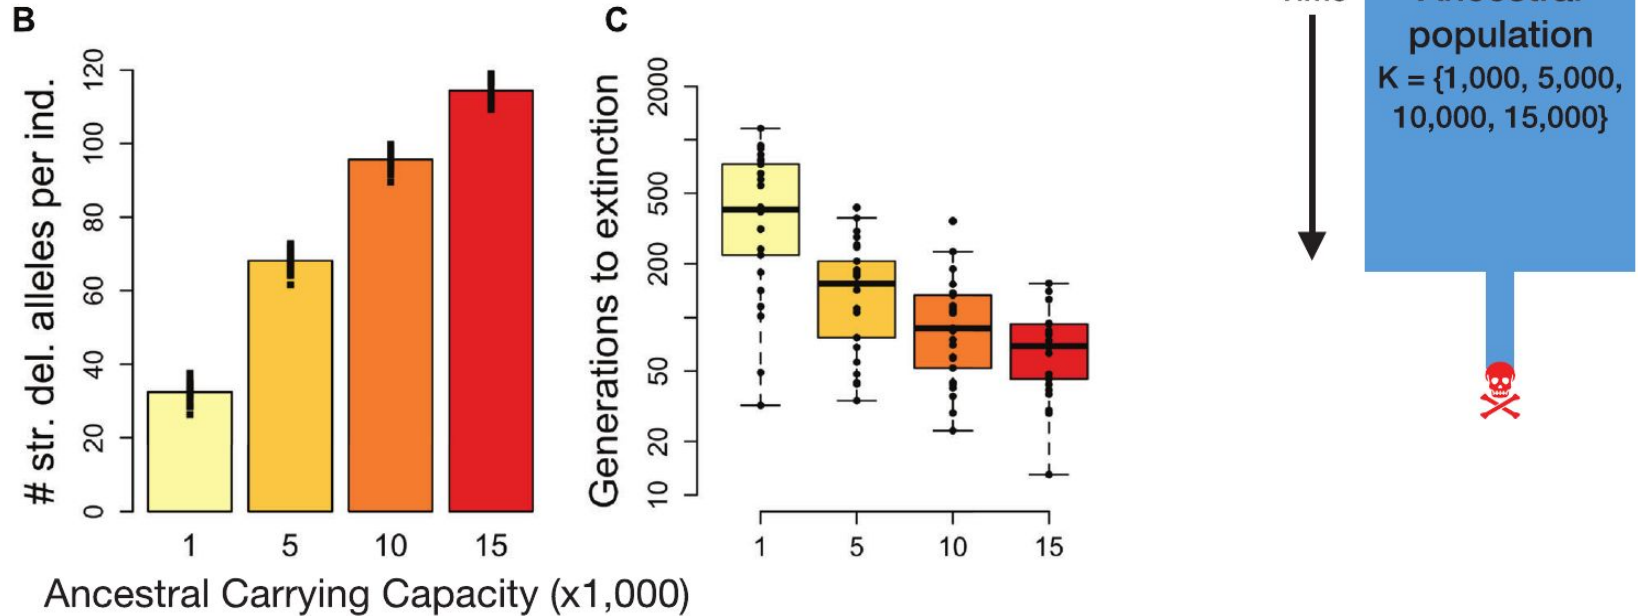 B
# str. del. alleles per ind.
0
20
40
60
80
100
120
1 5 10 15
Ancestral Carrying Capacity (x1,000)
C
Generations to extinction
10
20
50
200
500
2000
1 5 10 15
population
K = {1,000, 5,000,
10,000, 15,000}